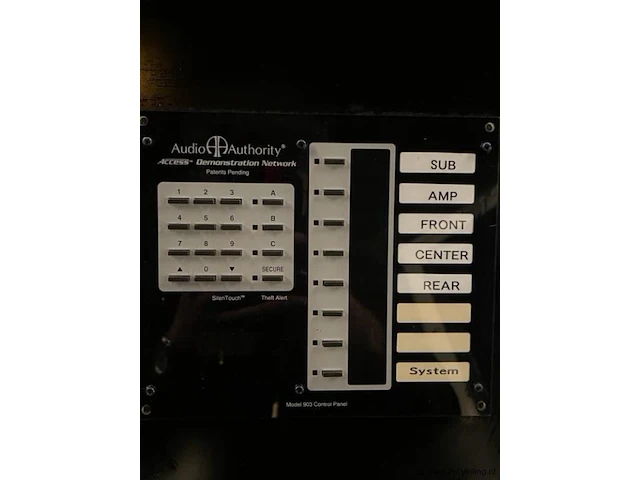 Audio Authority®
Access™ Demonstration Network
Patents Pending
1 2 3 A
4 5 6 B
7 8 9 C
▲ 0 ▼ SECURE
SilenTouch™ Theft Alert
SUB
AMP
FRONT
CENTER
REAR
System
Model 903 Control Panel